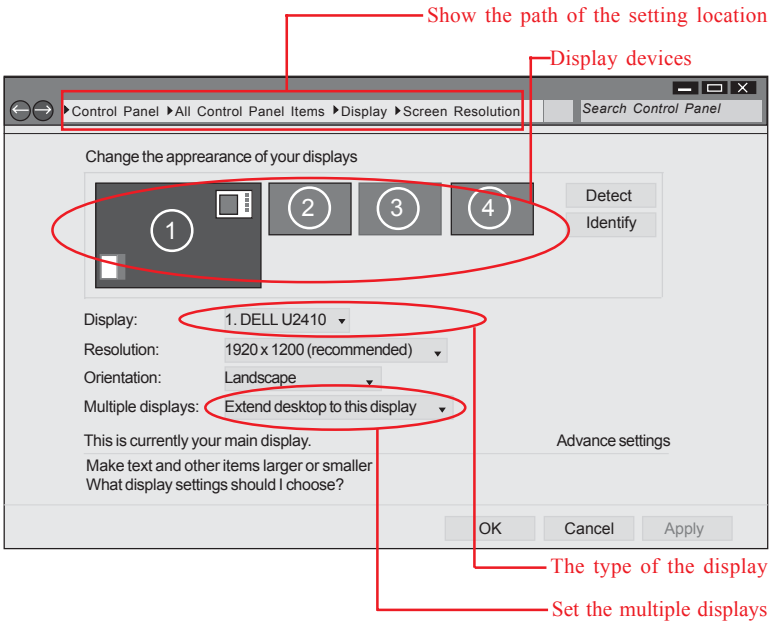 Show the path of the setting location
Display devices
Control Panel All Control Panel Items Display Screen Resolution
Search Control Panel
Change the apprearance of your displays
1
2
3
4
Detect
Identify
Display: 1. DELL U2410
Resolution: 1920 x 1200 (recommended)
Orientation: Landscape
Multiple displays: Extend desktop to this display
This is currently your main display. Advance settings
Make text and other items larger or smaller
What display settings should I choose?
OK Cancel Apply
The type of the display
Set the multiple displays